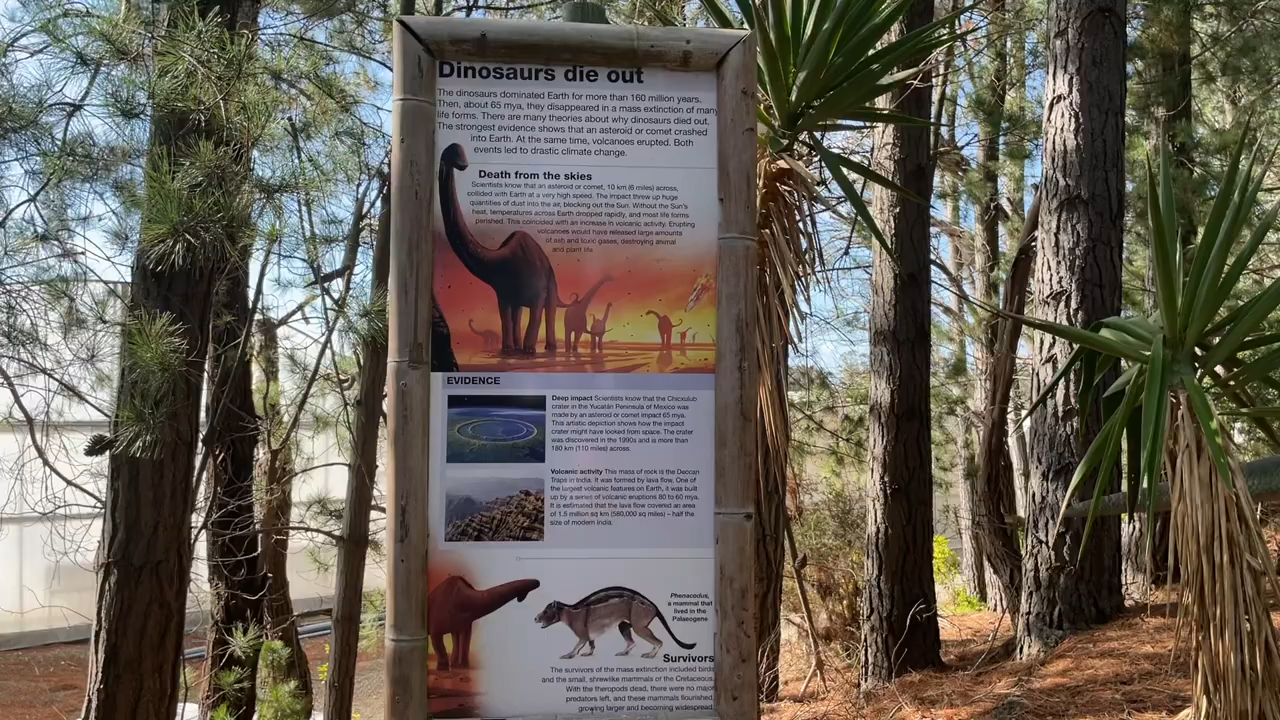 Dinosaurs die out
The dinosaurs dominated Earth for more than 160 million years.
Then, about 65 mya, they disappeared in a mass extinction of many
life forms. There are many theories about why dinosaurs died out.
The strongest evidence shows that an asteroid or comet crashed
into Earth. At the same time, volcanoes erupted. Both
events led to drastic climate change.
Death from the skies
Scientists know that an asteroid or comet, 10 km (6 miles) across,
collided with Earth at a very high speed. The impact threw up huge
quantities of dust into the air, blocking out the Sun. Without the Sun's
heat, temperatures across Earth dropped rapidly, and most life forms
perished. This coincided with an increase in volcanic activity. Erupting
volcanoes would have released large amounts
of ash and toxic gases, destroying animal
and plant life.
EVIDENCE
Deep impact Scientists know that the Chicxulub
crater in the Yucatán Peninsula of Mexico was
made by an asteroid or comet impact 65 mya.
This artistic depiction shows how the impact
crater might have looked from space. The crater
was discovered in the 1990s and is more than
180 km (110 miles) across.
Volcanic activity This mass of rock is the Deccan
Traps in India. It was formed by lava flow. One of
the largest volcanic features on Earth, it was built
up by a series of volcanic eruptions 80 to 60 mya.
It is estimated that the lava flow covered an area
of 1.5 million sq km (580,000 sq miles) – half the
size of modern India.
Phenacodus,
a mammal that
lived in the
Palaeogene
Survivors
The survivors of the mass extinction included birds
and the small, shrewlike mammals of the Cretaceous.
With the theropods dead, there were no major
predators left, and these mammals flourished,
growing larger and becoming widespread.